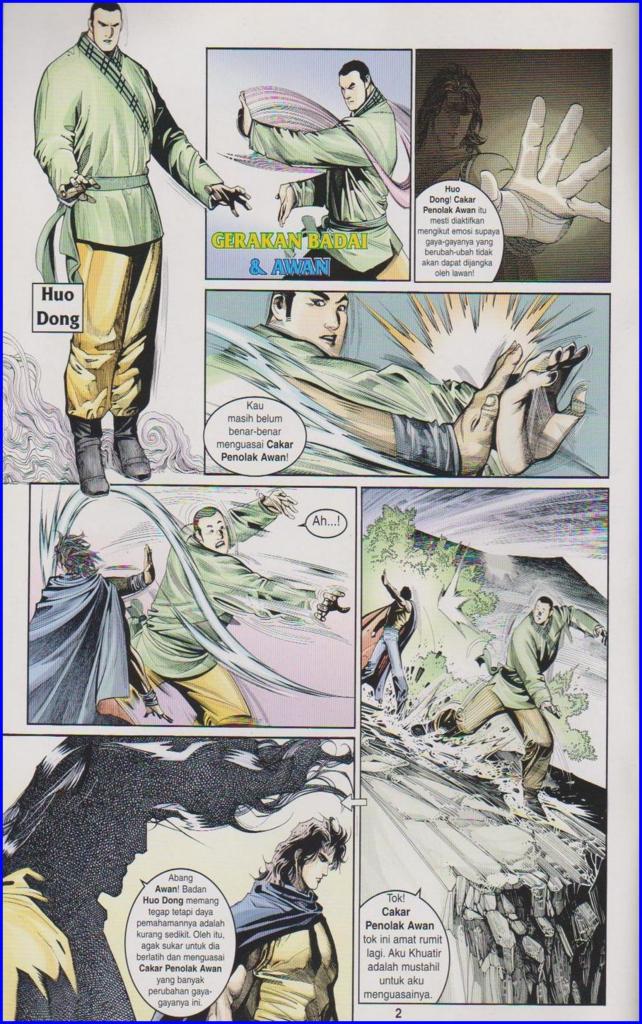 Huo
Dong
GERAKAN BADAI
& AWAN
Huo
Dong! Cakar
Penolak Awan itu
mesti diaktifkan
mengikut emosi supaya
gaya-gayanya yang
berubah-ubah tidak
akan dapat dijangka
oleh lawan!
Kau
masih belum
benar-benar
menguasai Cakar
Penolak Awan!
Ah...!
Tok!
Cakar
Penolak Awan
tok ini amat rumit
lagi. Aku Khuatir
adalah mustahil
untuk aku
menguasainya.
Abang
Awan! Badan
Huo Dong memang
tegap tetapi daya
pemahamannya adalah
kurang sedikit. Oleh itu,
agak sukar untuk dia
berlatih dan menguasai
Cakar Penolak Awan
yang banyak
perubahan gaya-
gayanya ini.
2